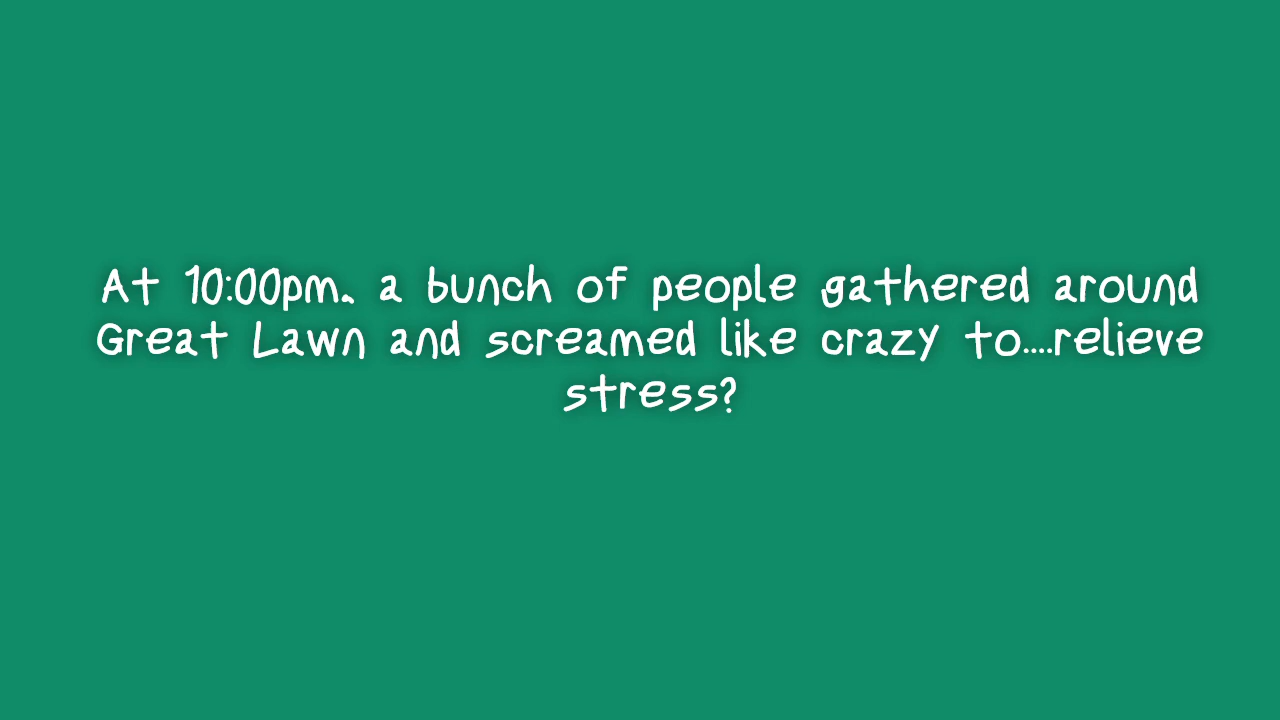 At 10:00pm. a bunch of people gathered around
Great Lawn and screamed like crazy to....relieve
stress?